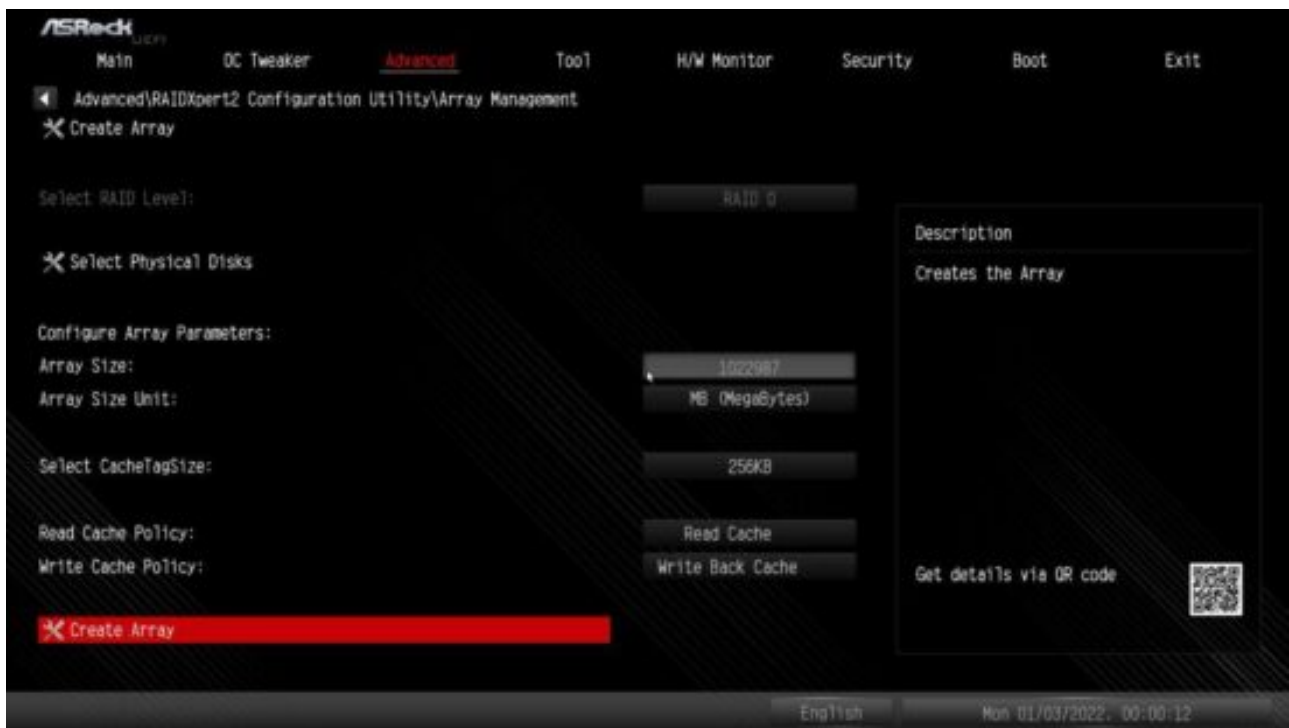 ASRock
UEFI
Main OC Tweaker Advanced Tool H/W Monitor Security Boot Exit
Advanced\RAIDXpert2 Configuration Utility\Array Management
Create Array
Select RAID Level: RAID 0
Select Physical Disks
Configure Array Parameters:
Array Size: 1022987
Array Size Unit: MB (MegaBytes)
Select CacheTagSize: 256KB
Read Cache Policy: Read Cache
Write Cache Policy: Write Back Cache
Create Array
Description
Creates the Array
Get details via QR code
English Mon 01/03/2022, 00:00:12